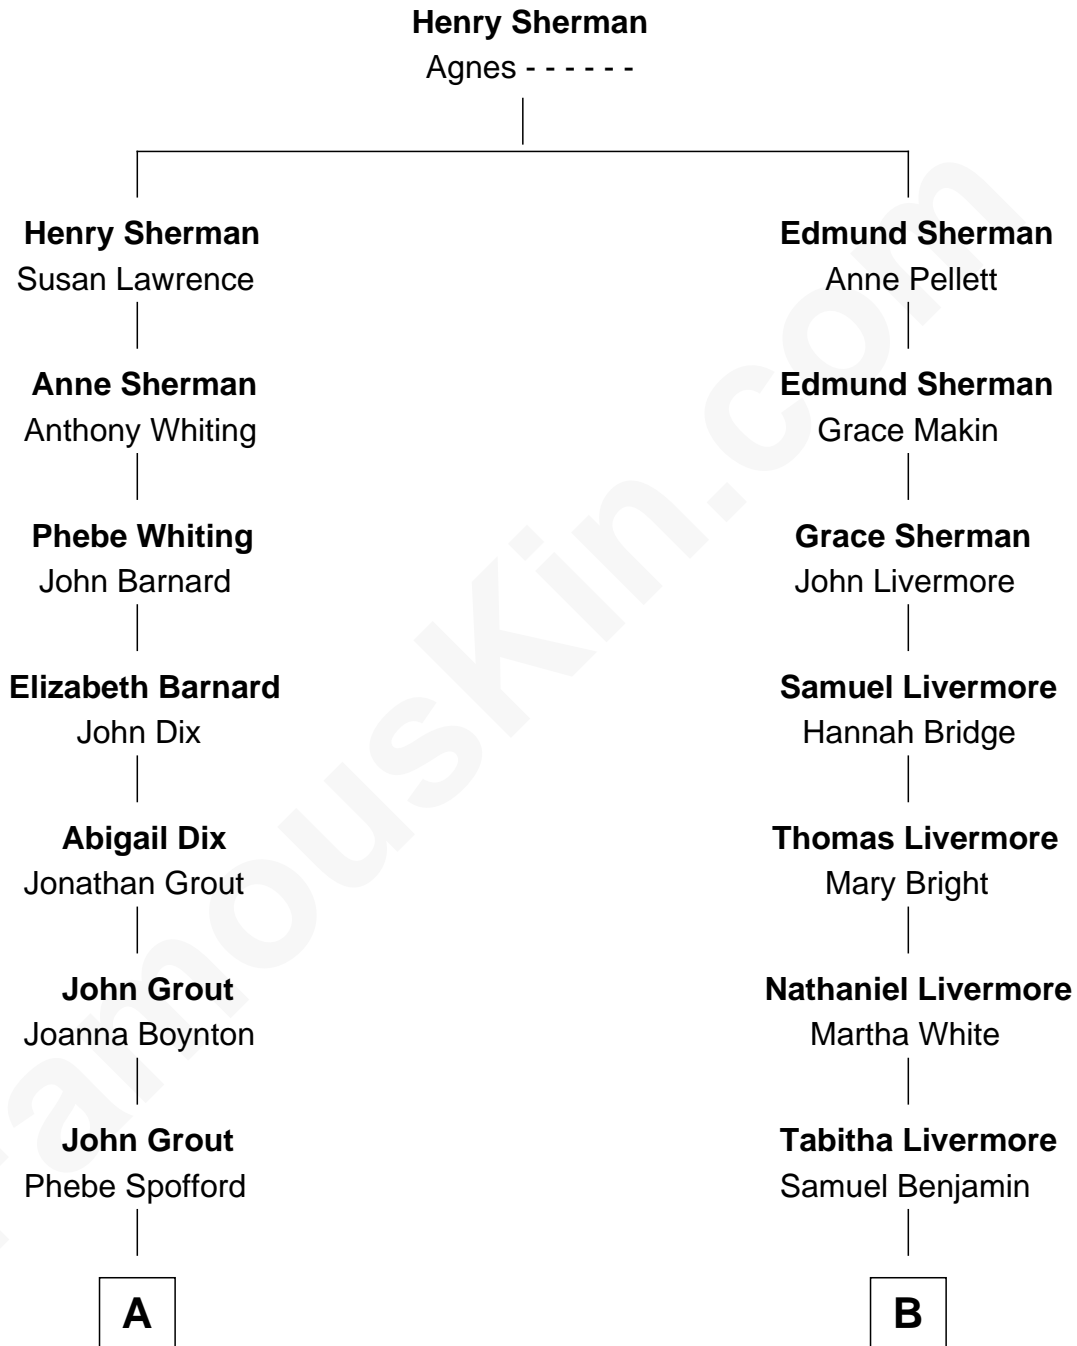 Henry Sherman
Agnes - - - - - -
Henry Sherman
Susan Lawrence
Edmund Sherman
Anne Pellett
Anne Sherman
Anthony Whiting
Edmund Sherman
Grace Makin
Phebe Whiting
John Barnard
Grace Sherman
John Livermore
Elizabeth Barnard
John Dix
Samuel Livermore
Hannah Bridge
Abigail Dix
Jonathan Grout
Thomas Livermore
Mary Bright
John Grout
Joanna Boynton
Nathaniel Livermore
Martha White
John Grout
Phebe Spofford
Tabitha Livermore
Samuel Benjamin
A
B
FamousKin.com